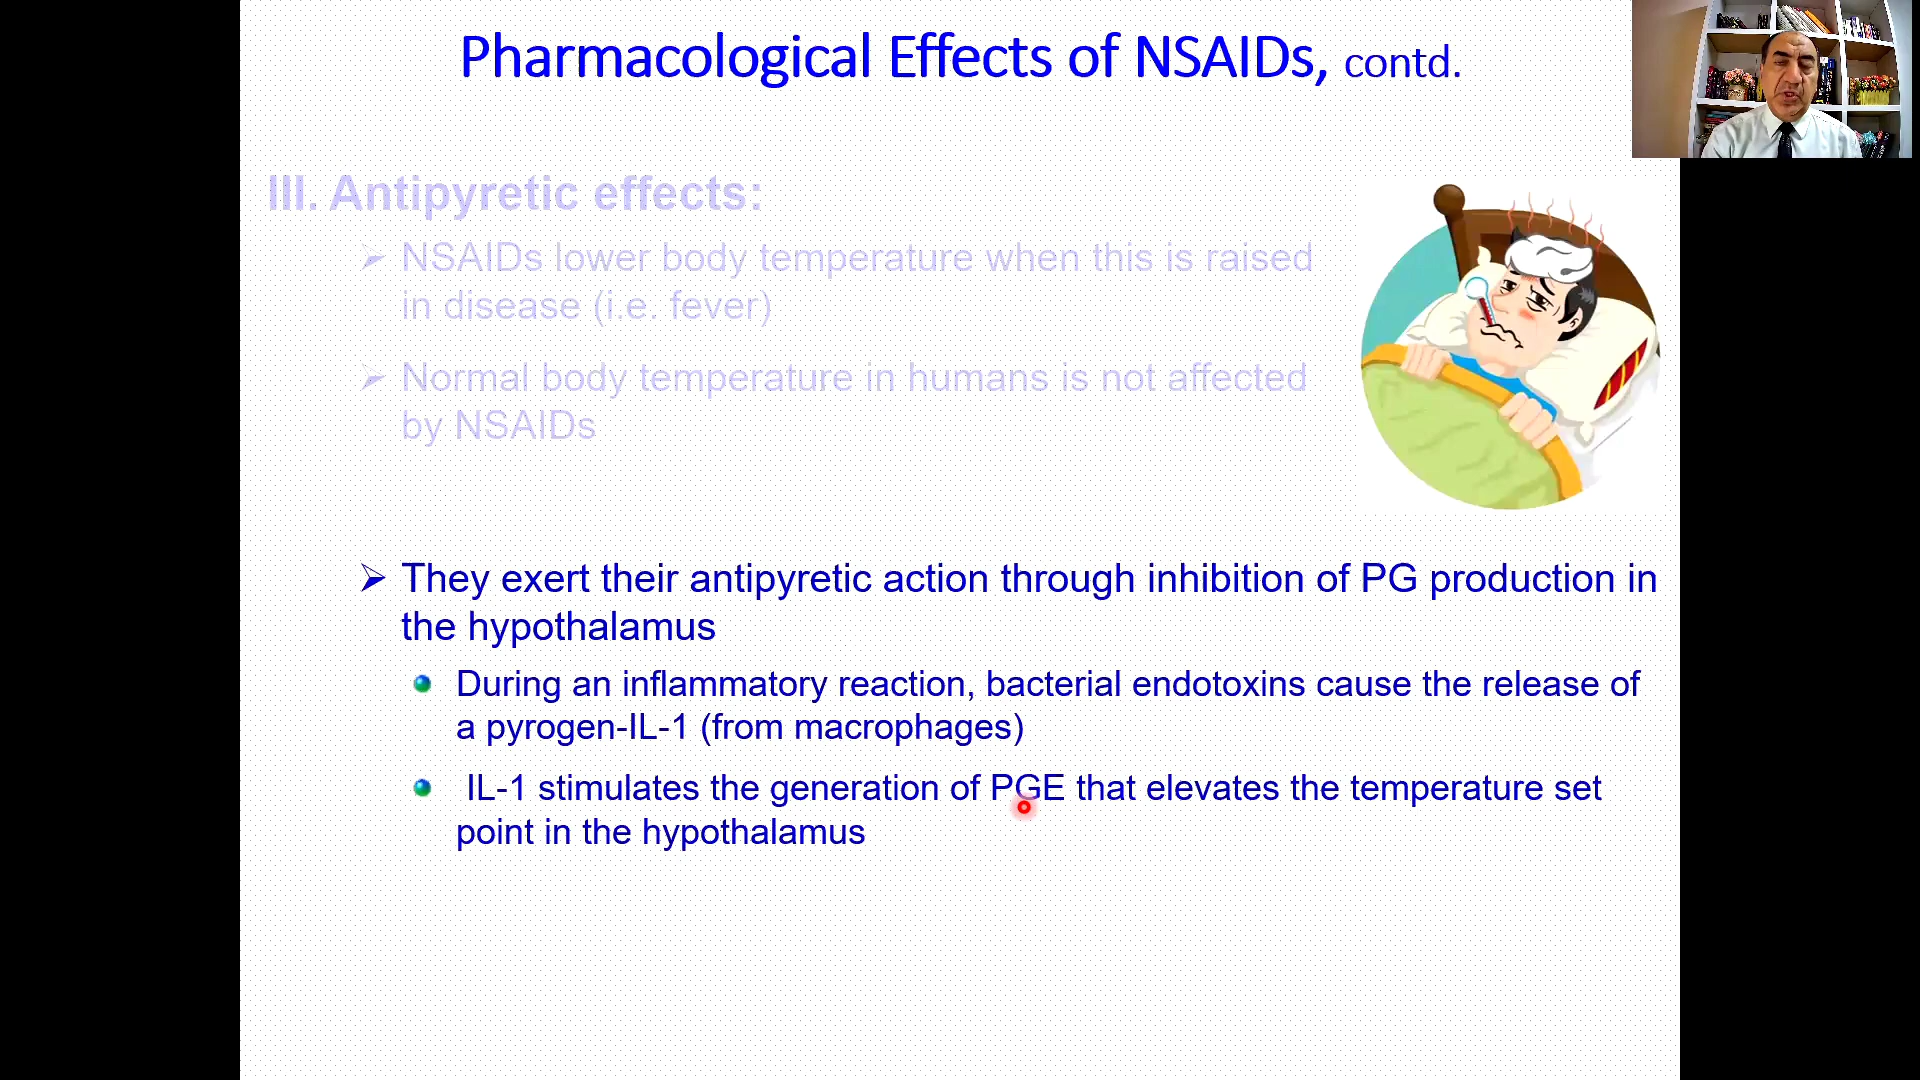 Pharmacological Effects of NSAIDs, contd.
III. Antipyretic effects:
➢ NSAIDs lower body temperature when this is raised
in disease (i.e. fever)
➢ Normal body temperature in humans is not affected
by NSAIDs
➢ They exert their antipyretic action through inhibition of PG production in
the hypothalamus
During an inflammatory reaction, bacterial endotoxins cause the release of
a pyrogen-IL-1 (from macrophages)
IL-1 stimulates the generation of PGE that elevates the temperature set
point in the hypothalamus